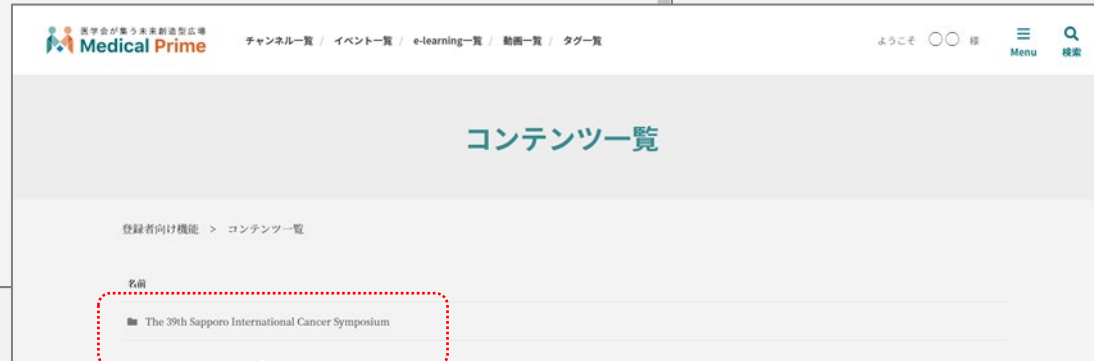 医学会が集う未来創造型広場
Medical Prime
チャンネル一覧 / イベント一覧 / e-learning一覧 / 動画一覧 / タグ一覧
ようこそ ○○ 様
Menu
検索
コンテンツ一覧
登録者向け機能 > コンテンツ一覧
名前
The 39th Sapporo International Cancer Symposium